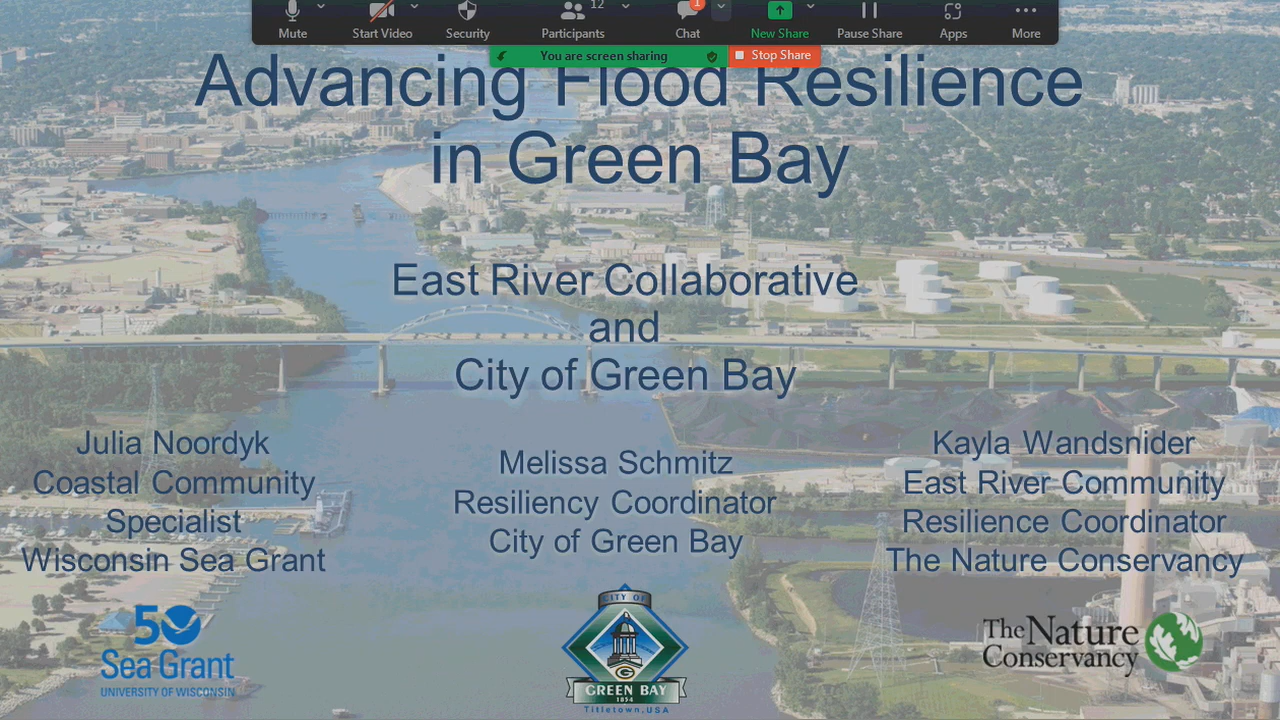 12
1
Mute
Start Video
Security
Participants
Chat
New Share
Pause Share
Apps
More
You are screen sharing
Stop Share
Advancing Flood Resilience
in Green Bay
East River Collaborative
and
City of Green Bay
Julia Noordyk
Coastal Community
Specialist
Wisconsin Sea Grant
Melissa Schmitz
Resiliency Coordinator
City of Green Bay
Kayla Wandsnider
East River Community
Resilience Coordinator
The Nature Conservancy
50
Sea Grant
UNIVERSITY OF WISCONSIN
CITY OF
G
GREEN BAY
1854
Titletown, USA
The Nature
Conservancy